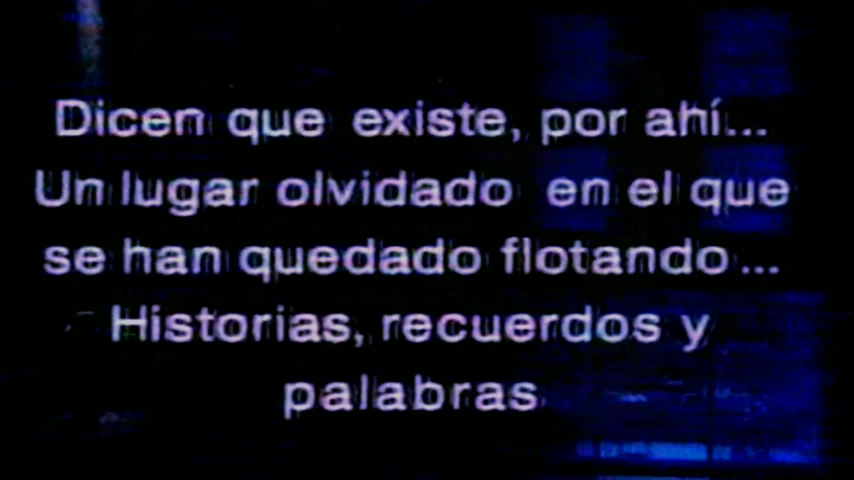 Dicen que existe, por ahí...
Un lugar olvidado en el que
se han quedado flotando...
Historias, recuerdos y
palabras